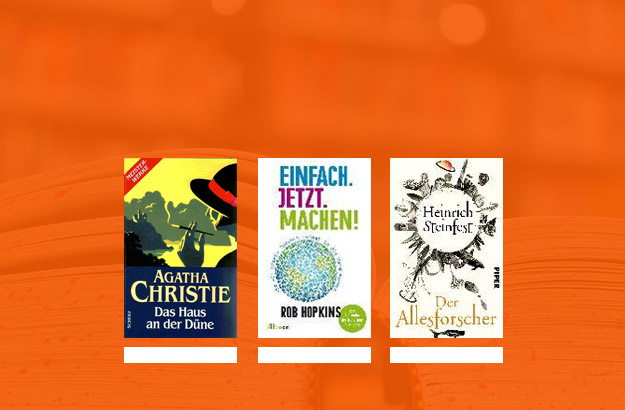 MEISTER-
WERKE
AGATHA
CHRISTIE
Das Haus
an der Düne
SCHERZ
EINFACH.
JETZT.
MACHEN!
ROB HOPKINS
Heinrich
Steinfest
PIPER
Der
Allesforscher